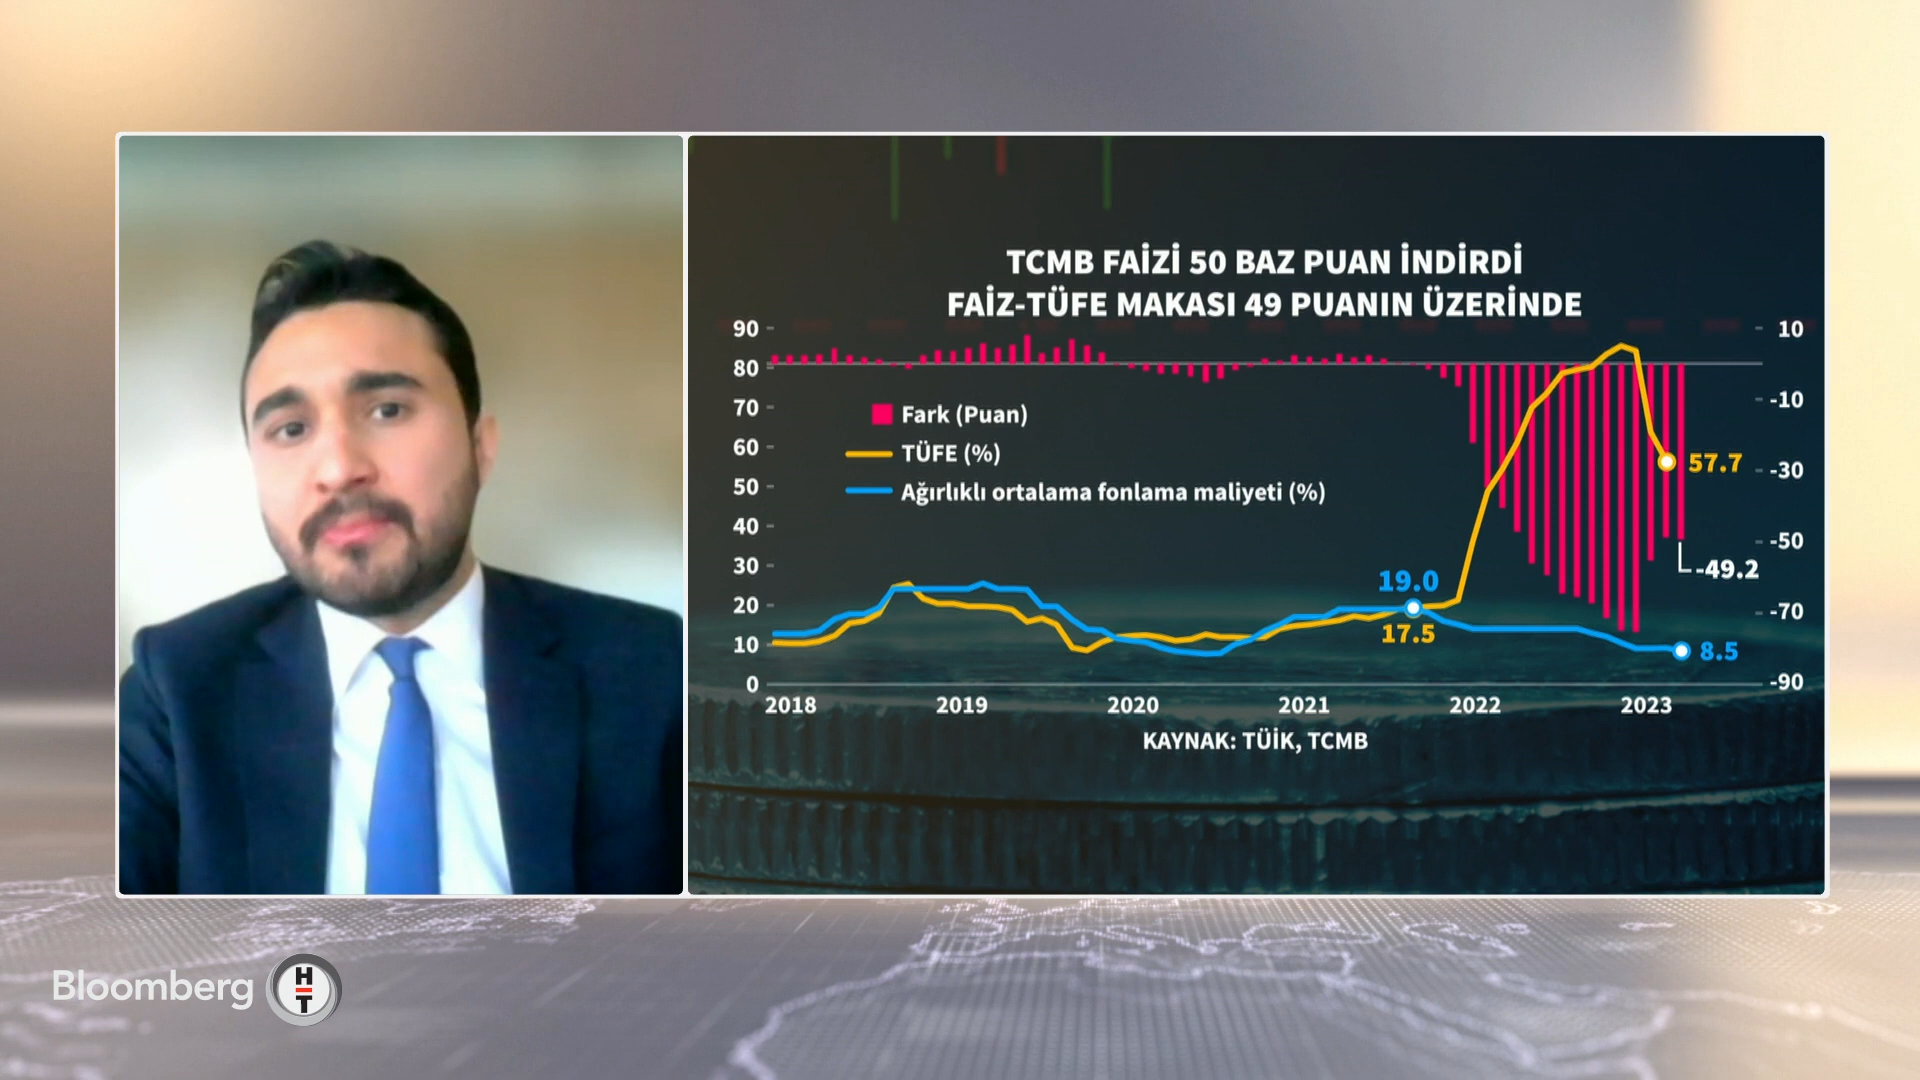 TCMB FAİZİ 50 BAZ PUAN İNDİRDİ
FAİZ-TÜFE MAKASI 49 PUANIN ÜZERİNDE
90
80
70
60
50
40
30
20
10
0
10
-10
-30
-50
-70
-90
Fark (Puan)
TÜFE (%)
Ağırlıklı ortalama fonlama maliyeti (%)
57.7
-49.2
19.0
17.5
8.5
2018 2019 2020 2021 2022 2023
KAYNAK: TÜİK, TCMB
Bloomberg HT